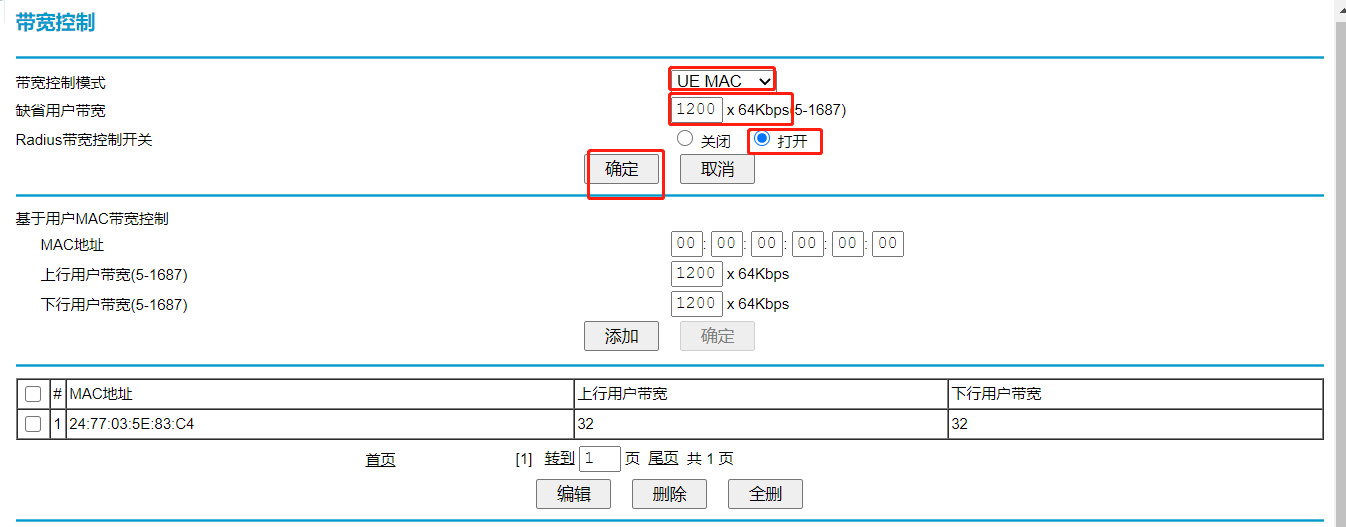 带宽控制
带宽控制模式 UE MAC
缺省用户带宽 1200 x 64Kbps(5-1687)
Radius带宽控制开关 关闭 打开
确定 取消
基于用户MAC带宽控制
MAC地址 00: 00: 00: 00: 00: 00
上行用户带宽(5-1687) 1200 x 64Kbps
下行用户带宽(5-1687) 1200 x 64Kbps
添加 确定
# MAC地址 上行用户带宽 下行用户带宽
1 24:77:03:5E:83:C4 32 32
首页 [1] 转到 1 页 尾页 共 1 页
编辑 删除 全删